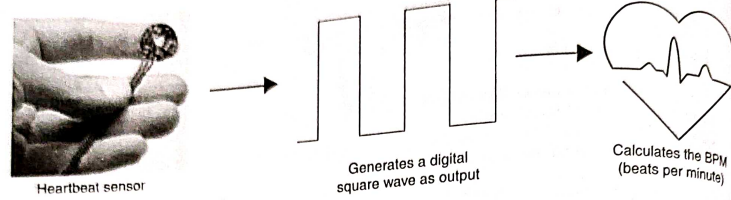 Heartbeat sensor
Generates a digital
square wave as output
Calculates the BPM
(beats per minute)